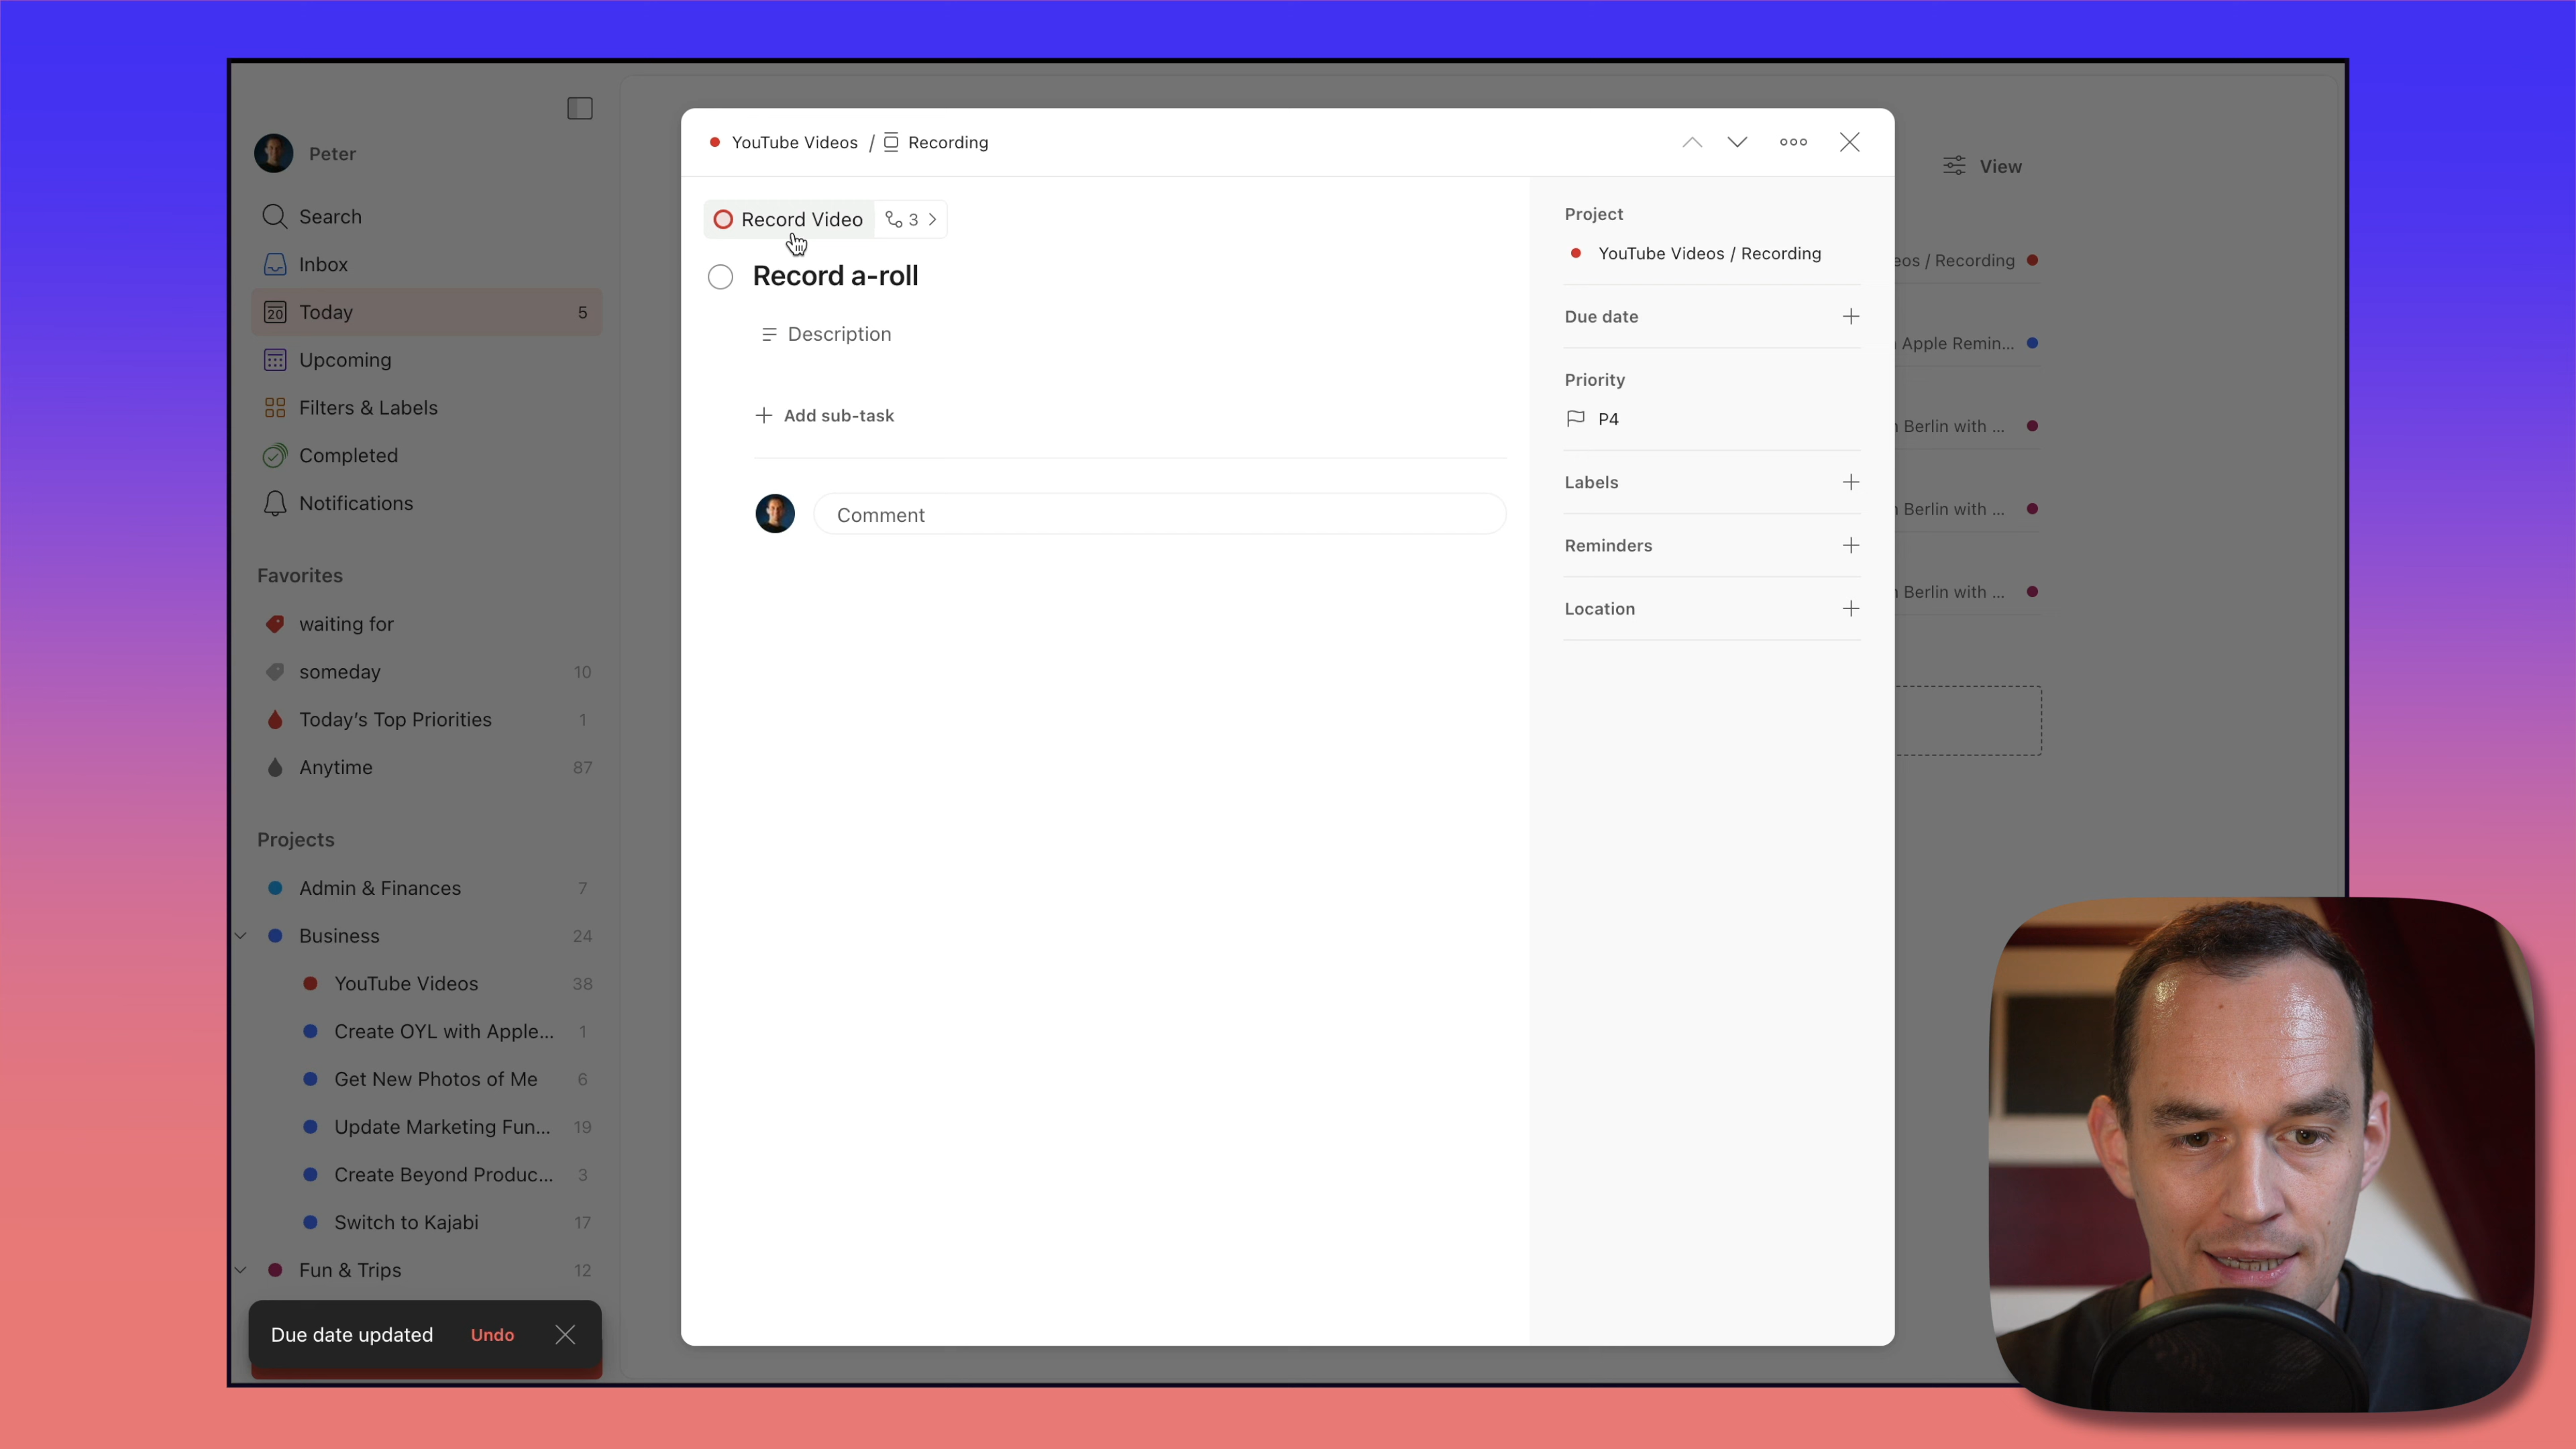 Peter
Search
Inbox
20 Today 5
Upcoming
Filters & Labels
Completed
Notifications
Favorites
waiting for
someday 10
Today's Top Priorities 1
Anytime 87
Projects
Admin & Finances 7
Business 24
YouTube Videos 38
Create OYL with Apple... 1
Get New Photos of Me 6
Update Marketing Fun... 19
Create Beyond Produc... 3
Switch to Kajabi 17
Fun & Trips 12
Due date updated Undo
YouTube Videos / Recording
Record Video 3
Record a-roll
Description
Add sub-task
Comment
Project
YouTube Videos / Recording
Due date
Priority
P4
Labels
Reminders
Location
View
/ Recording
Apple Remin...
Berlin with ...
Berlin with ...
Berlin with ...